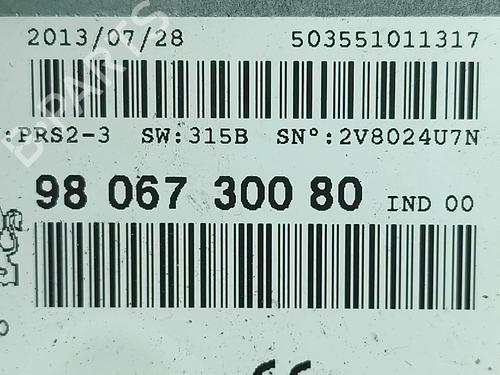 2013/07/28 503551011317
:PRS2-3 SW:315B SN°:2V8024U7N
98 067 300 80 IND 00